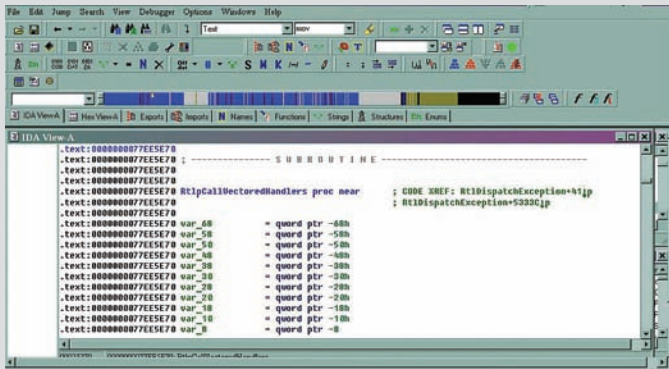 File Edit Jump Search View Debugger Options Windows Help
Text
mov
IDA View-A Hex View-A Exports Imports N Names Functions Strings Structures En Enums
IDA View-A
.text:0000000077EE5E70
.text:0000000077EE5E70 ; --------------- S U B R O U T I N E ---------------------------------------
.text:0000000077EE5E70
.text:0000000077EE5E70
.text:0000000077EE5E70 RtlpCallVectoredHandlers proc near ; CODE XREF: RtlDispatchException+41↓p
.text:0000000077EE5E70 ; RtlDispatchException+5333C↓p
.text:0000000077EE5E70
.text:0000000077EE5E70 var_68 = qword ptr -68h
.text:0000000077EE5E70 var_58 = qword ptr -58h
.text:0000000077EE5E70 var_50 = qword ptr -50h
.text:0000000077EE5E70 var_48 = qword ptr -48h
.text:0000000077EE5E70 var_38 = qword ptr -38h
.text:0000000077EE5E70 var_30 = qword ptr -30h
.text:0000000077EE5E70 var_28 = qword ptr -28h
.text:0000000077EE5E70 var_20 = qword ptr -20h
.text:0000000077EE5E70 var_18 = qword ptr -18h
.text:0000000077EE5E70 var_10 = qword ptr -10h
.text:0000000077EE5E70 var_8 = qword ptr -8